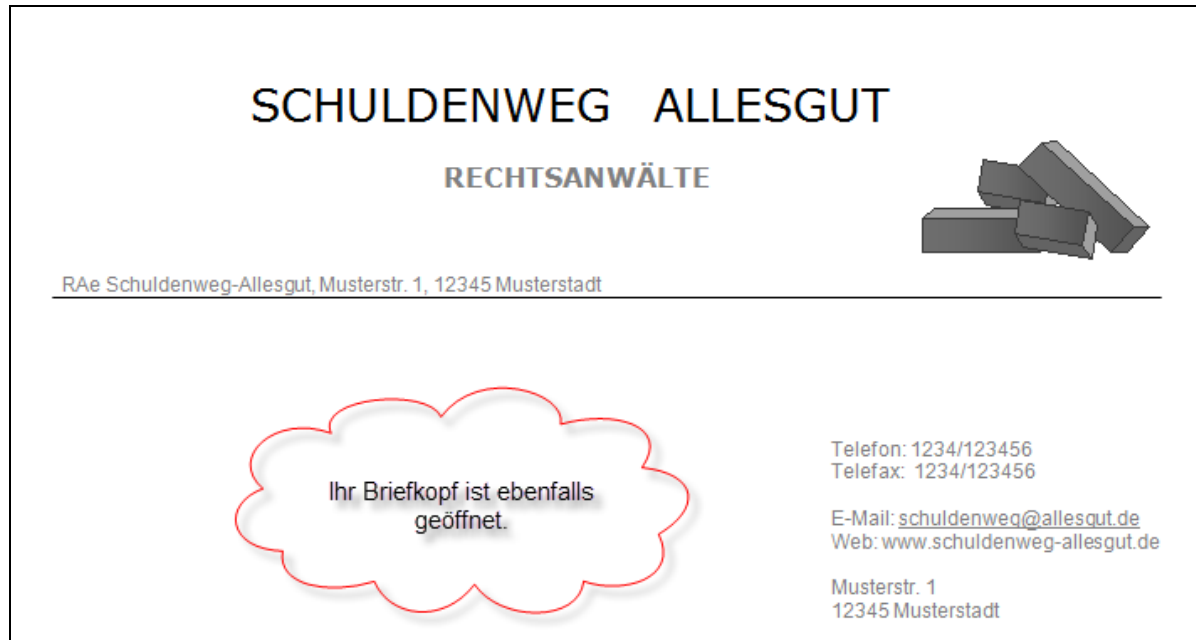 SCHULDENWEG ALLESGUT
RECHTSANWÄLTE
RAe Schuldenweg-Allesgut, Musterstr. 1, 12345 Musterstadt
Ihr Briefkopf ist ebenfalls
geöffnet.
Telefon: 1234/123456
Telefax: 1234/123456
E-Mail: schuldenweg@allesgut.de
Web: www.schuldenweg-allesgut.de
Musterstr. 1
12345 Musterstadt